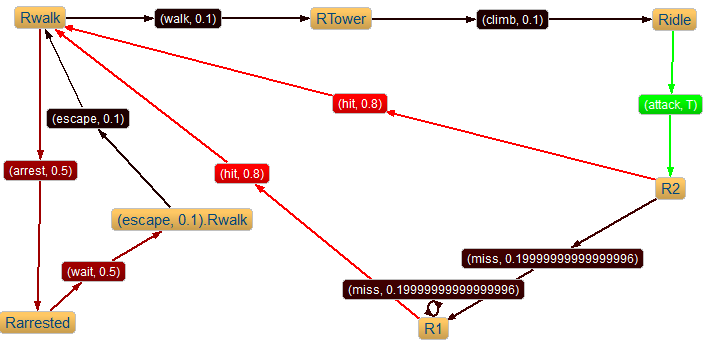 Rwalk
(walk, 0.1)
RTower
(climb, 0.1)
Ridle
(hit, 0.8)
(attack, T)
(escape, 0.1)
(arrest, 0.5)
(hit, 0.8)
R2
(escape, 0.1).Rwalk
(miss, 0.19999999999999996)
(wait, 0.5)
(miss, 0.19999999999999996)
Rarrested
R1